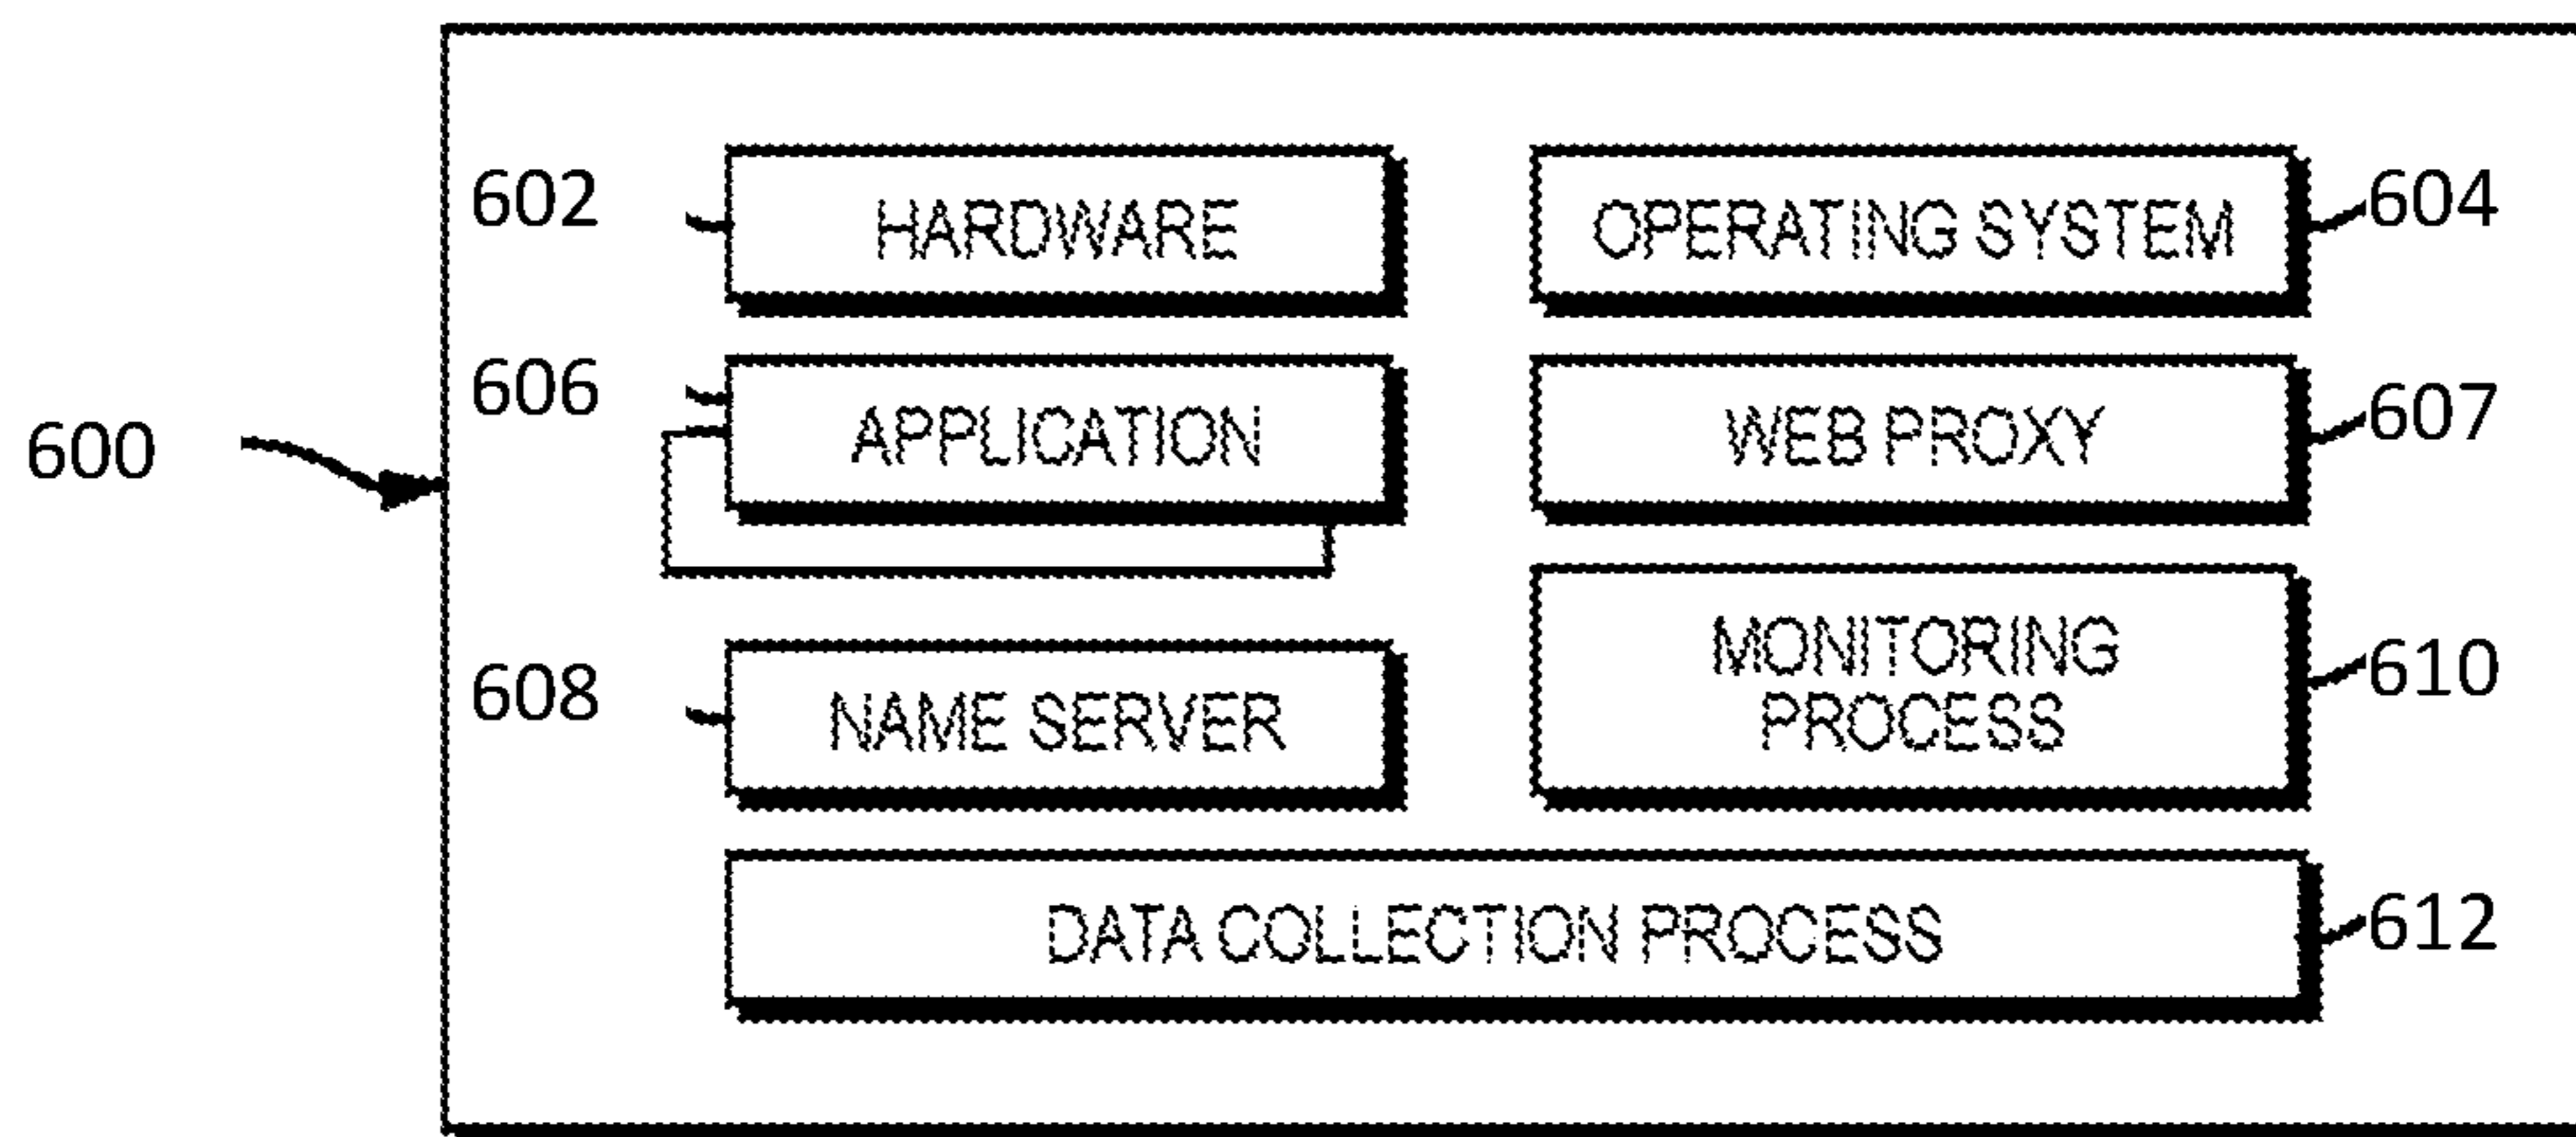 602 HARDWARE OPERATING SYSTEM 604
606 APPLICATION WEB PROXY 607
600
608 NAME SERVER MONITORING PROCESS 610
DATA COLLECTION PROCESS 612